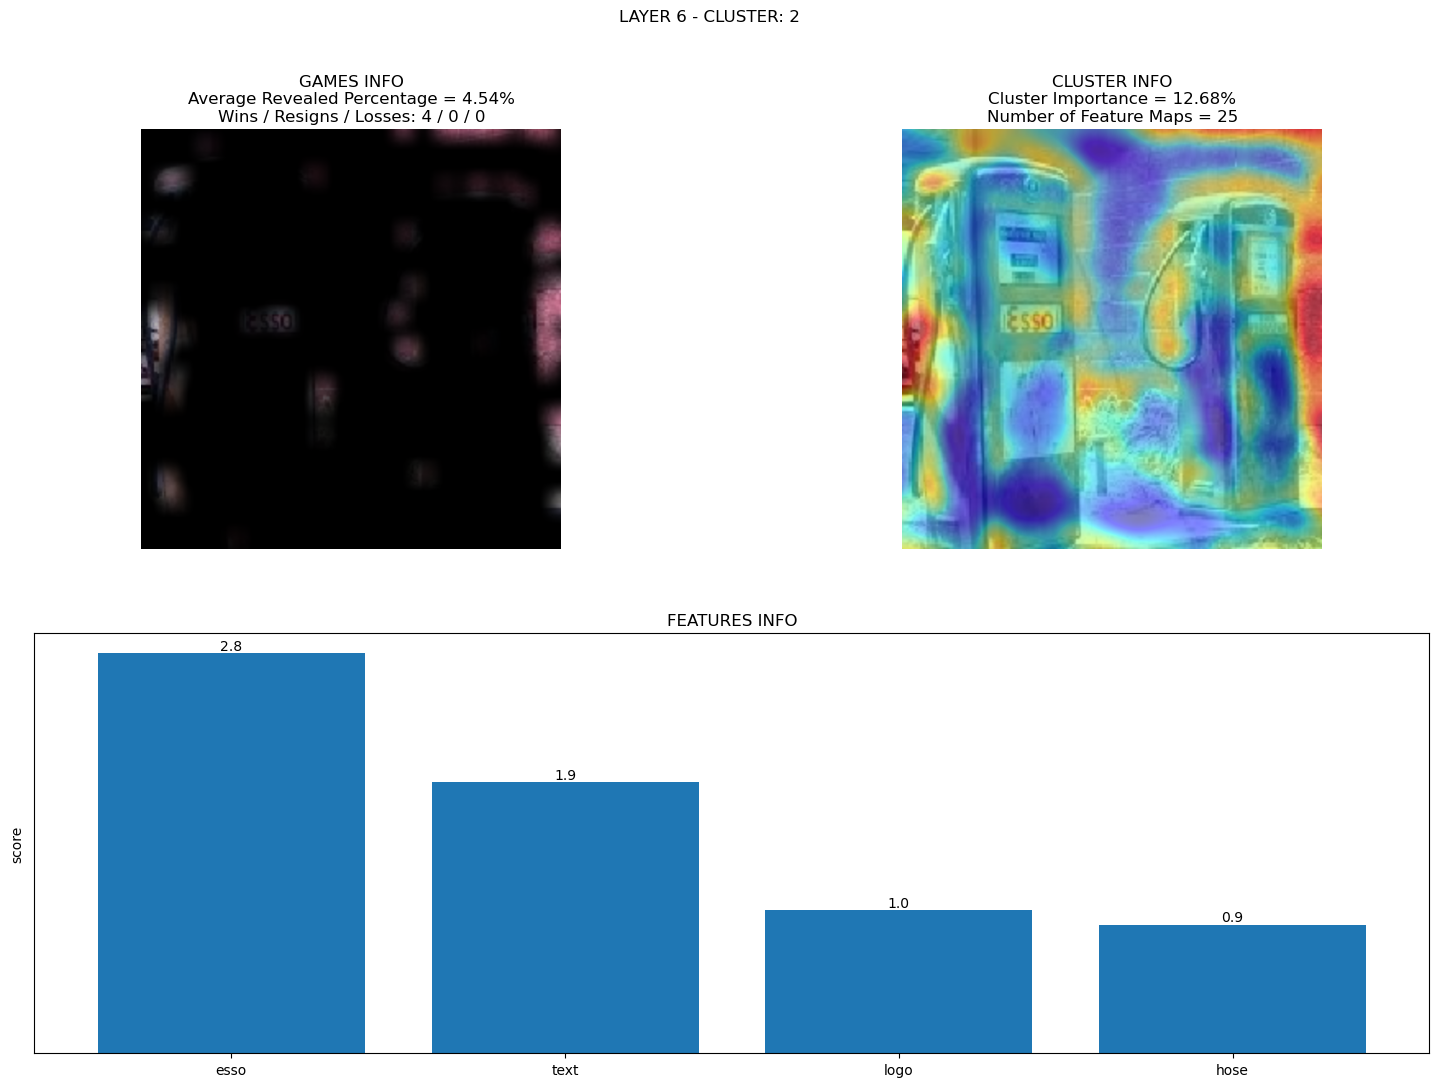 LAYER 6 - CLUSTER: 2
GAMES INFO
Average Revealed Percentage = 4.54%
Wins / Resigns / Losses: 4 / 0 / 0
ESSO
CLUSTER INFO
Cluster Importance = 12.68%
Number of Feature Maps = 25
ESSO
FEATURES INFO
score
2.8
1.9
1.0
0.9
esso
text
logo
hose